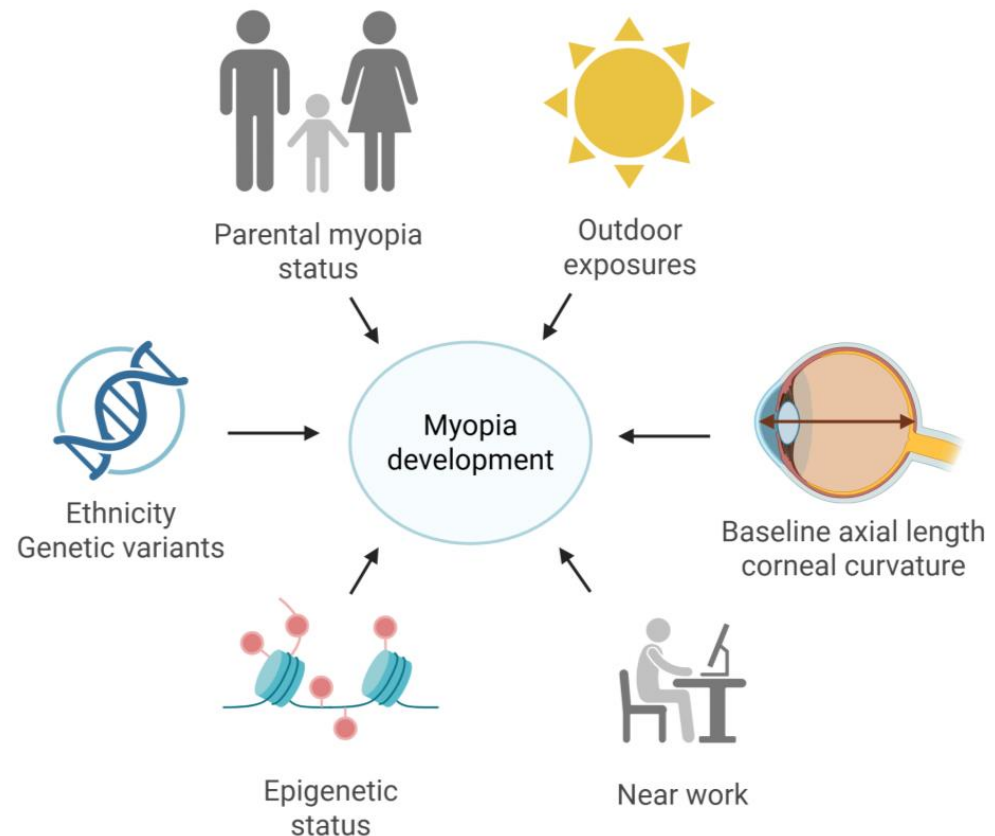 Parental myopia
status
Outdoor
exposures
Myopia
development
Ethnicity
Genetic variants
Baseline axial length
corneal curvature
Epigenetic
status
Near work